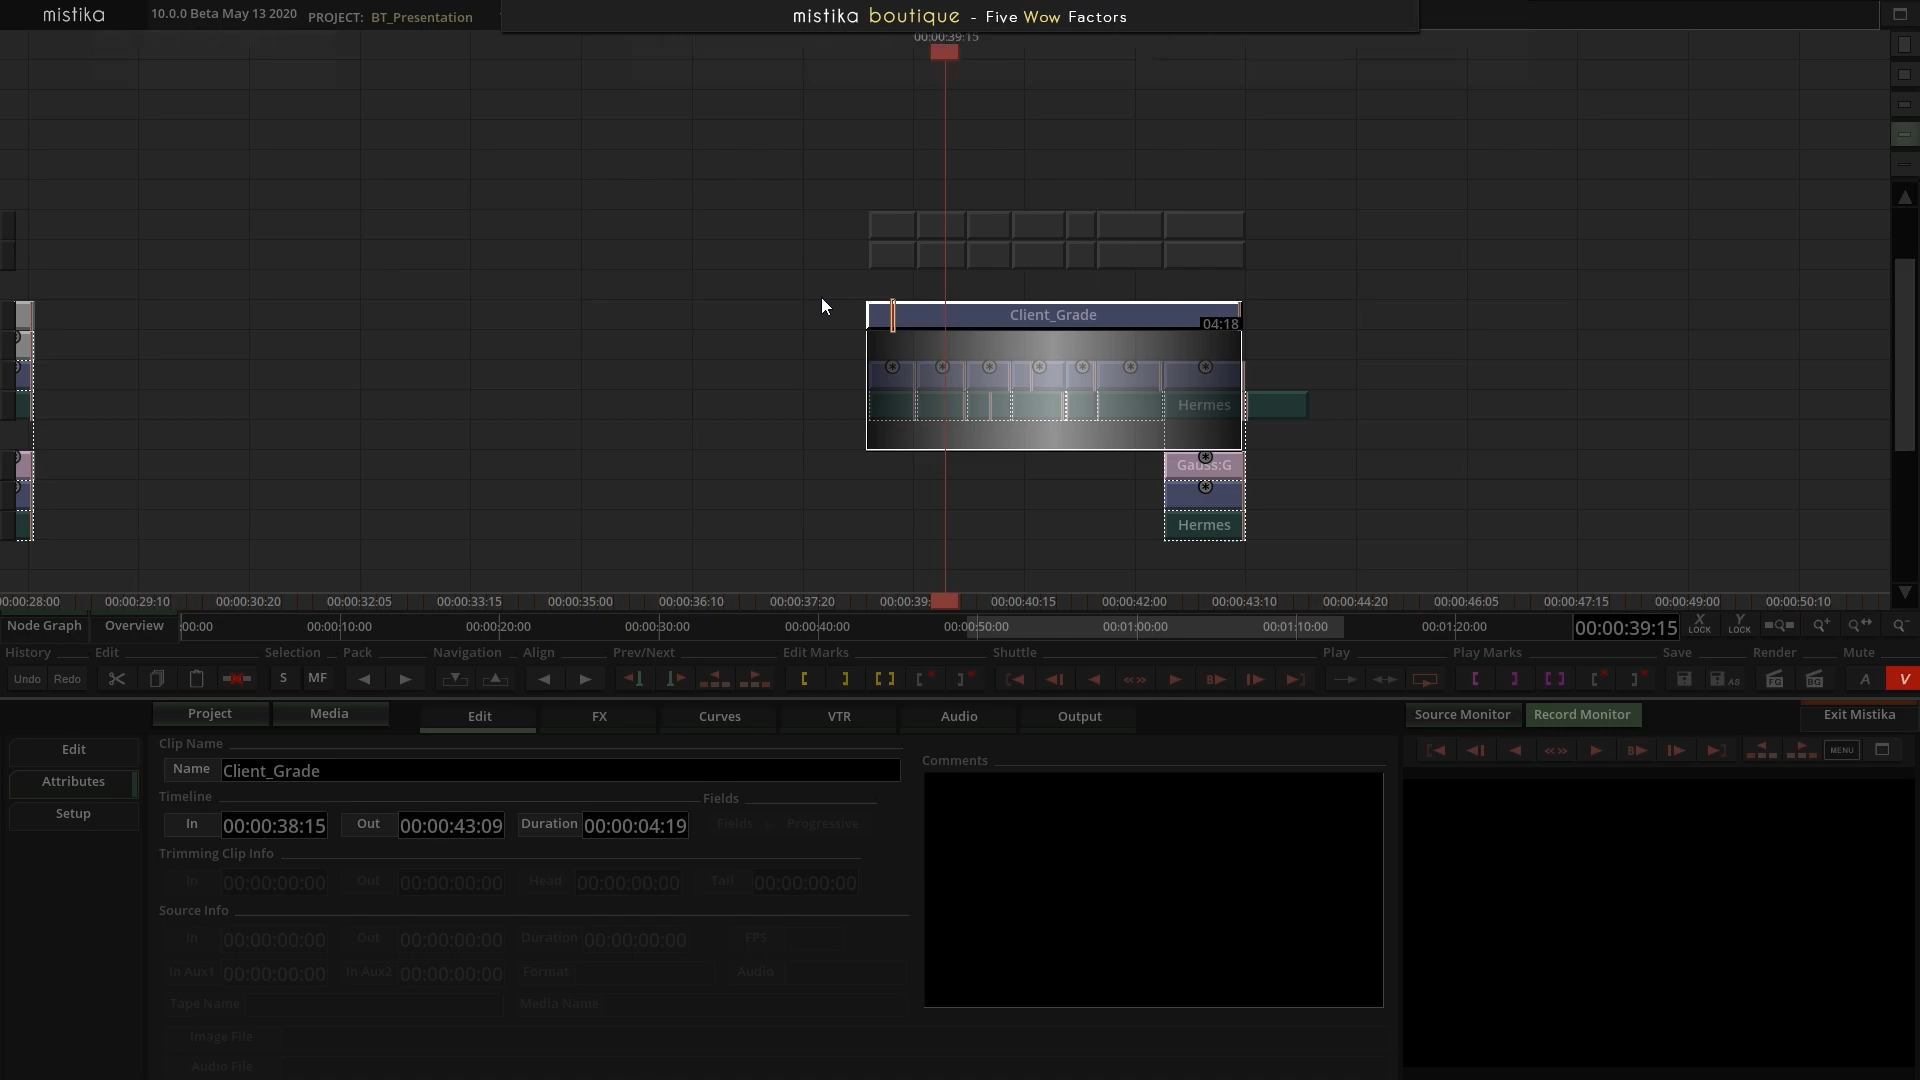 mistika
10.0.0 Beta May 13 2020 PROJECT: BT_Presentation
mistika boutique - Five Wow Factors
00:00:39:15
Client_Grade
04:18
Hermes
Gauss:G
Hermes
00:00:28:00 00:00:29:10 00:00:30:20 00:00:32:05 00:00:33:15 00:00:35:00 00:00:36:10 00:00:37:20 00:00:39: 00:00:40:15 00:00:42:00 00:00:43:10 00:00:44:20 00:00:46:05 00:00:47:15 00:00:49:00 00:00:50:10
Node Graph Overview :00:00 00:00:10:00 00:00:20:00 00:00:30:00 00:00:40:00 00:00:50:00 00:01:00:00 00:01:10:00 00:01:20:00 00:00:39:15 X LOCK Y LOCK
History Edit Selection Pack Navigation Align Prev/Next Edit Marks Shuttle Play Play Marks Save Render Mute
Undo Redo S MF AS FG BG A V
Project Media Edit FX Curves VTR Audio Output Source Monitor Record Monitor Exit Mistika
Edit
Attributes
Setup
Clip Name
Name Client_Grade
Timeline Fields
In 00:00:38:15 Out 00:00:43:09 Duration 00:00:04:19 Fields Progressive
Trimming Clip Info
In 00:00:00:00 Out 00:00:00:00 Head 00:00:00:00 Tail 00:00:00:00
Source Info
In 00:00:00:00 Out 00:00:00:00 Duration 00:00:00:00 FPS
In Aux1 00:00:00:00 In Aux2 00:00:00:00 Format Audio
Tape Name Media Name
Image File
Audio File
Comments
MENU